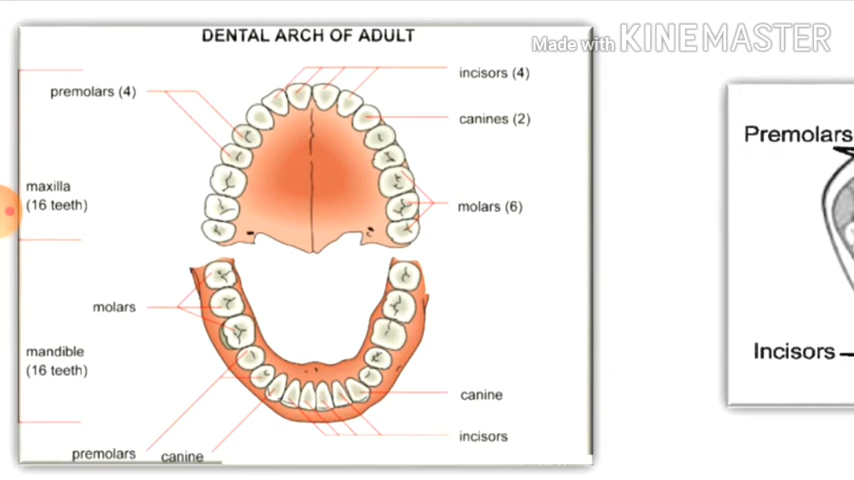 DENTAL ARCH OF ADULT
Made with KINEMASTER
incisors (4)
premolars (4)
canines (2)
maxilla
(16 teeth)
molars (6)
molars
mandible
(16 teeth)
canine
incisors
premolars
canine
Premolars
Incisors